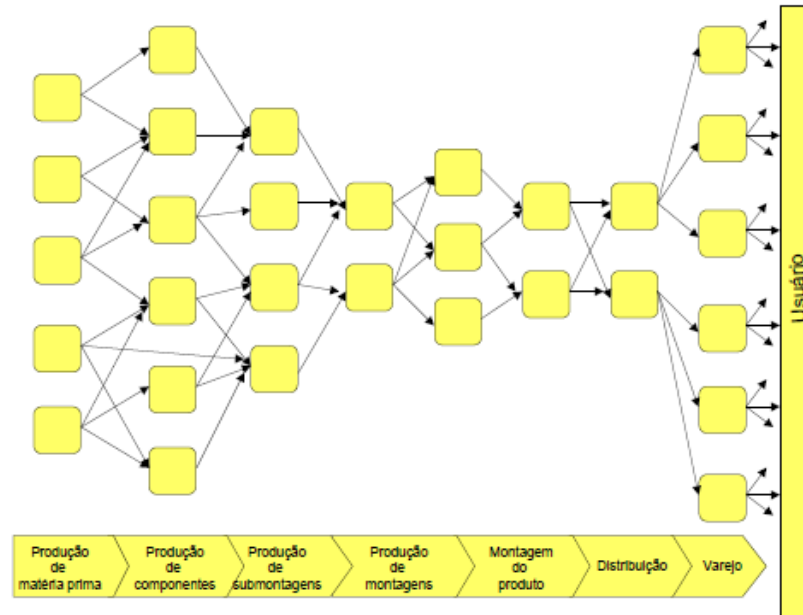 Usuário
Produção
de
matéria prima
Produção
de
componentes
Produção
de
submontagens
Produção
de
montagens
Montagem
do
produto
Distribuição
Varejo